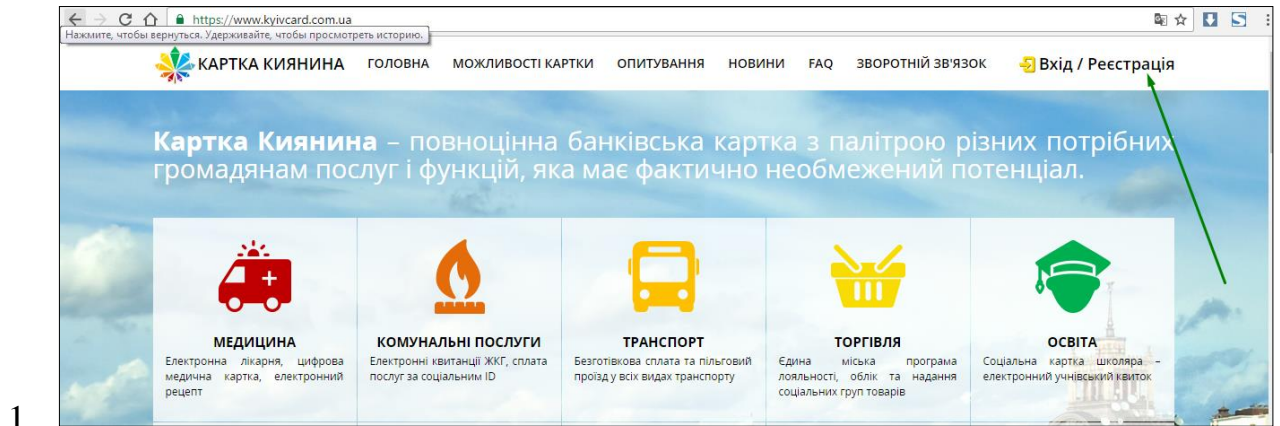 https://www.kyivcard.com.ua
Нажмите, чтобы вернуться. Удерживайте, чтобы просмотреть историю.
КАРТКА КИЯНИНА ГОЛОВНА МОЖЛИВОСТІ КАРТКИ ОПИТУВАННЯ НОВИНИ FAQ ЗВОРОТНІЙ ЗВ'ЯЗОК Вхід / Реєстрація
Картка Киянина – повноцінна банківська картка з палітрою різних потрібних
громадянам послуг і функцій, яка має фактично необмежений потенціал.
МЕДИЦИНА
Електронна лікарня, цифрова
медична картка, електронний
рецепт
КОМУНАЛЬНІ ПОСЛУГИ
Електронні квитанції ЖКГ, сплата
послуг за соціальним ID
ТРАНСПОРТ
Безготівкова сплата та пільговий
проїзд у всіх видах транспорту
ТОРГІВЛЯ
Єдина міська програма
лояльності, облік та надання
соціальних груп товарів
ОСВІТА
Соціальна картка школяра –
електронний учнівський квиток
1